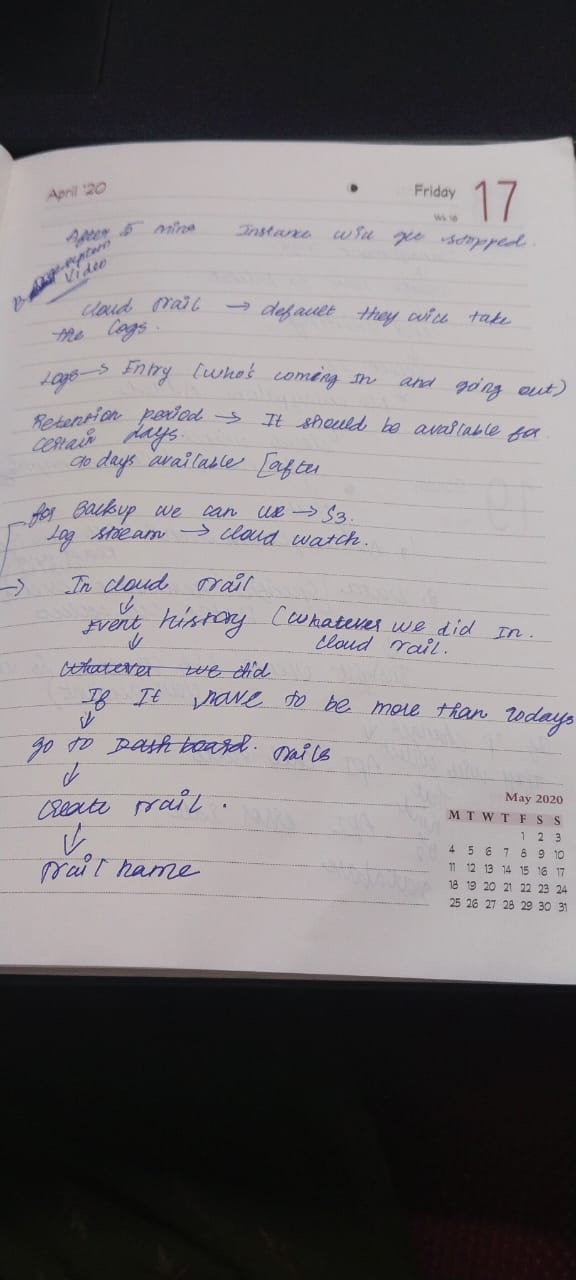 April '20
Friday 17
Wk 16
After 5 mins Instance will get stopped.
Description
Video
Cloud Trail → default they will take
the logs.
Logs → Entry (who's coming in and going out)
Retension period → It should be available for
certain days.
90 days available [after
for Backup we can use → S3.
Log stream → cloud watch.
→ In cloud trail
↓
Event History (whatever we did in.
cloud trail.
↓
Whatever we did
If It have to be more than 90days
↓
go to Dashboard. trails
↓
Create trail.
↓
trail name
May 2020
M T W T F S S
1 2 3
4 5 6 7 8 9 10
11 12 13 14 15 16 17
18 19 20 21 22 23 24
25 26 27 28 29 30 31